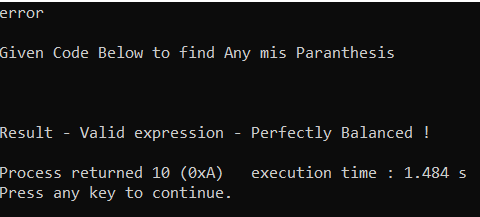 error
Given Code Below to find Any mis Paranthesis
Result - Valid expression - Perfectly Balanced !
Process returned 10 (0xA)   execution time : 1.484 s
Press any key to continue.